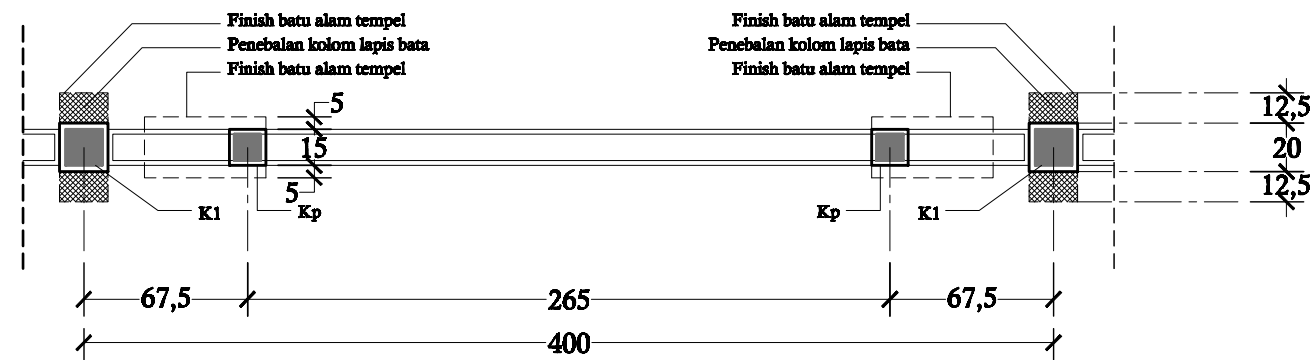 Finish batu alam tempel
Penebalan kolom lapis bata
Finish batu alam tempel
Finish batu alam tempel
Penebalan kolom lapis bata
Finish batu alam tempel
5
15
5
12,5
20
12,5
K1
Kp
Kp
K1
67,5
265
67,5
400